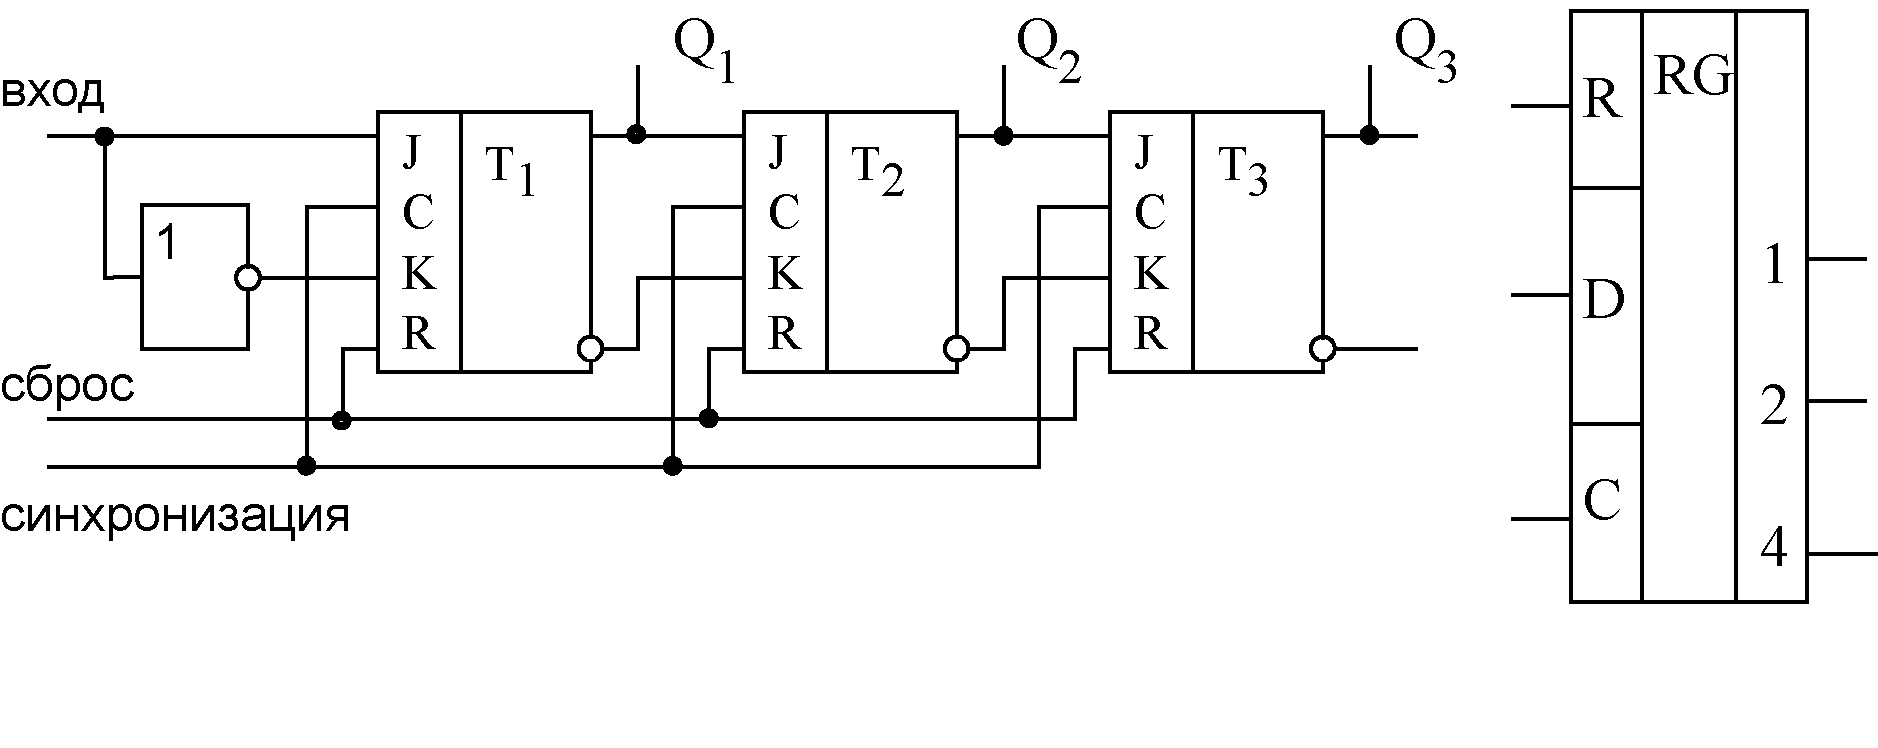 вход
1
сброс
синхронизация
J
C
K
R
T1
Q1
J
C
K
R
T2
Q2
J
C
K
R
T3
Q3
R
D
C
RG
1
2
4